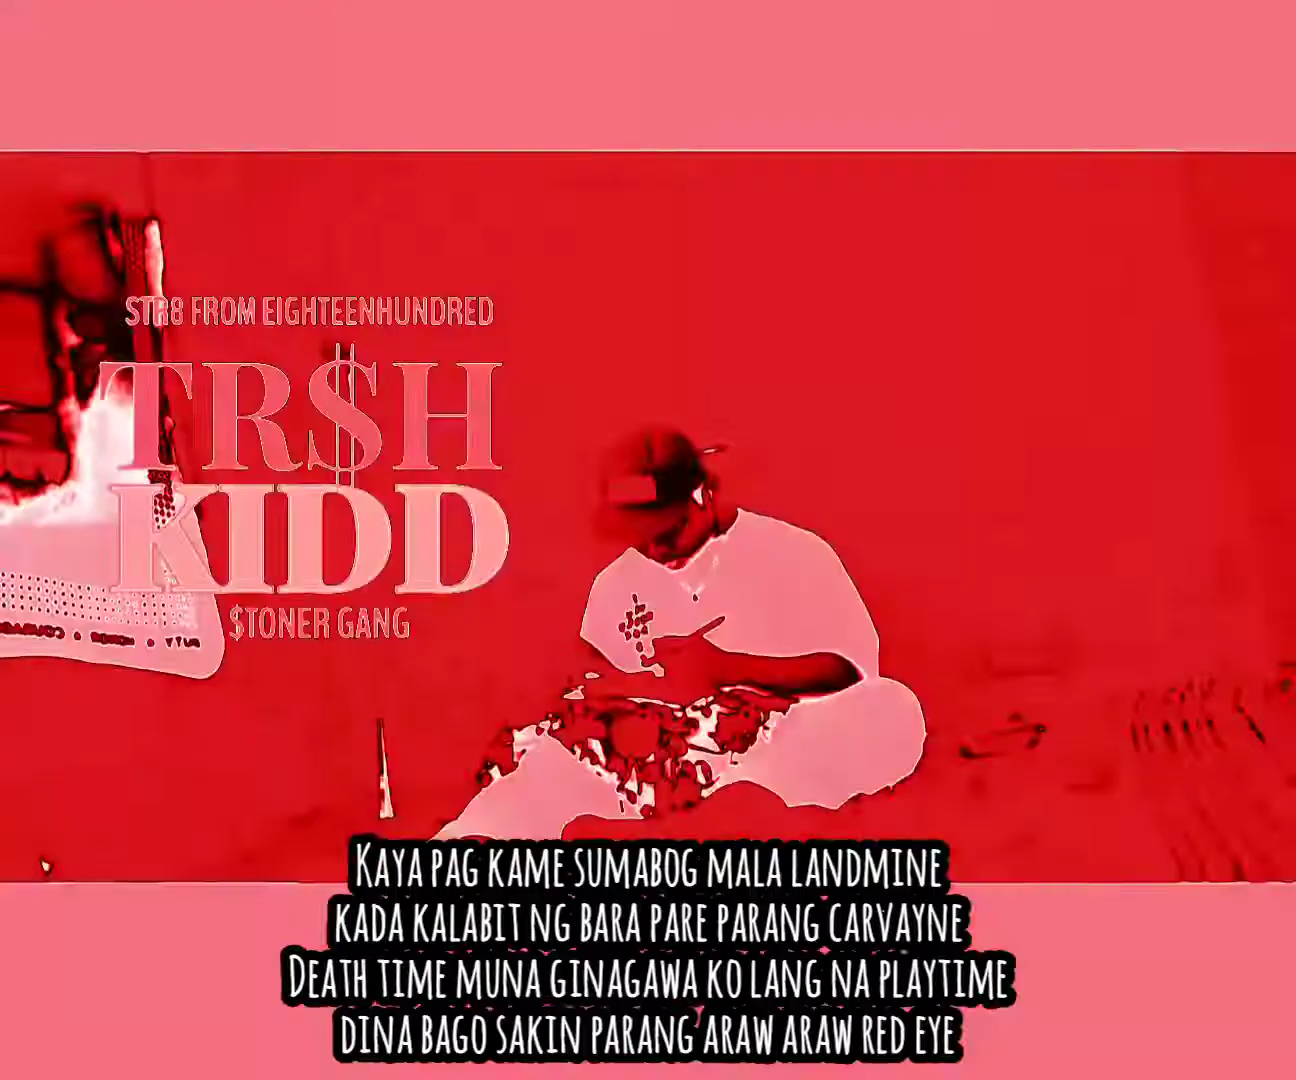 STR8 FROM EIGHTEENHUNDRED
TR$H
KIDD
$TONER GANG
KAYA PAG KAME SUMABOG MALA LANDMINE
KADA KALABIT NG BARA PARE PARANG CARVAYNE
DEATH TIME MUNA GINAGAWA KO LANG NA PLAYTIME
DINA BAGO SAKIN PARANG ARAW ARAW RED EYE